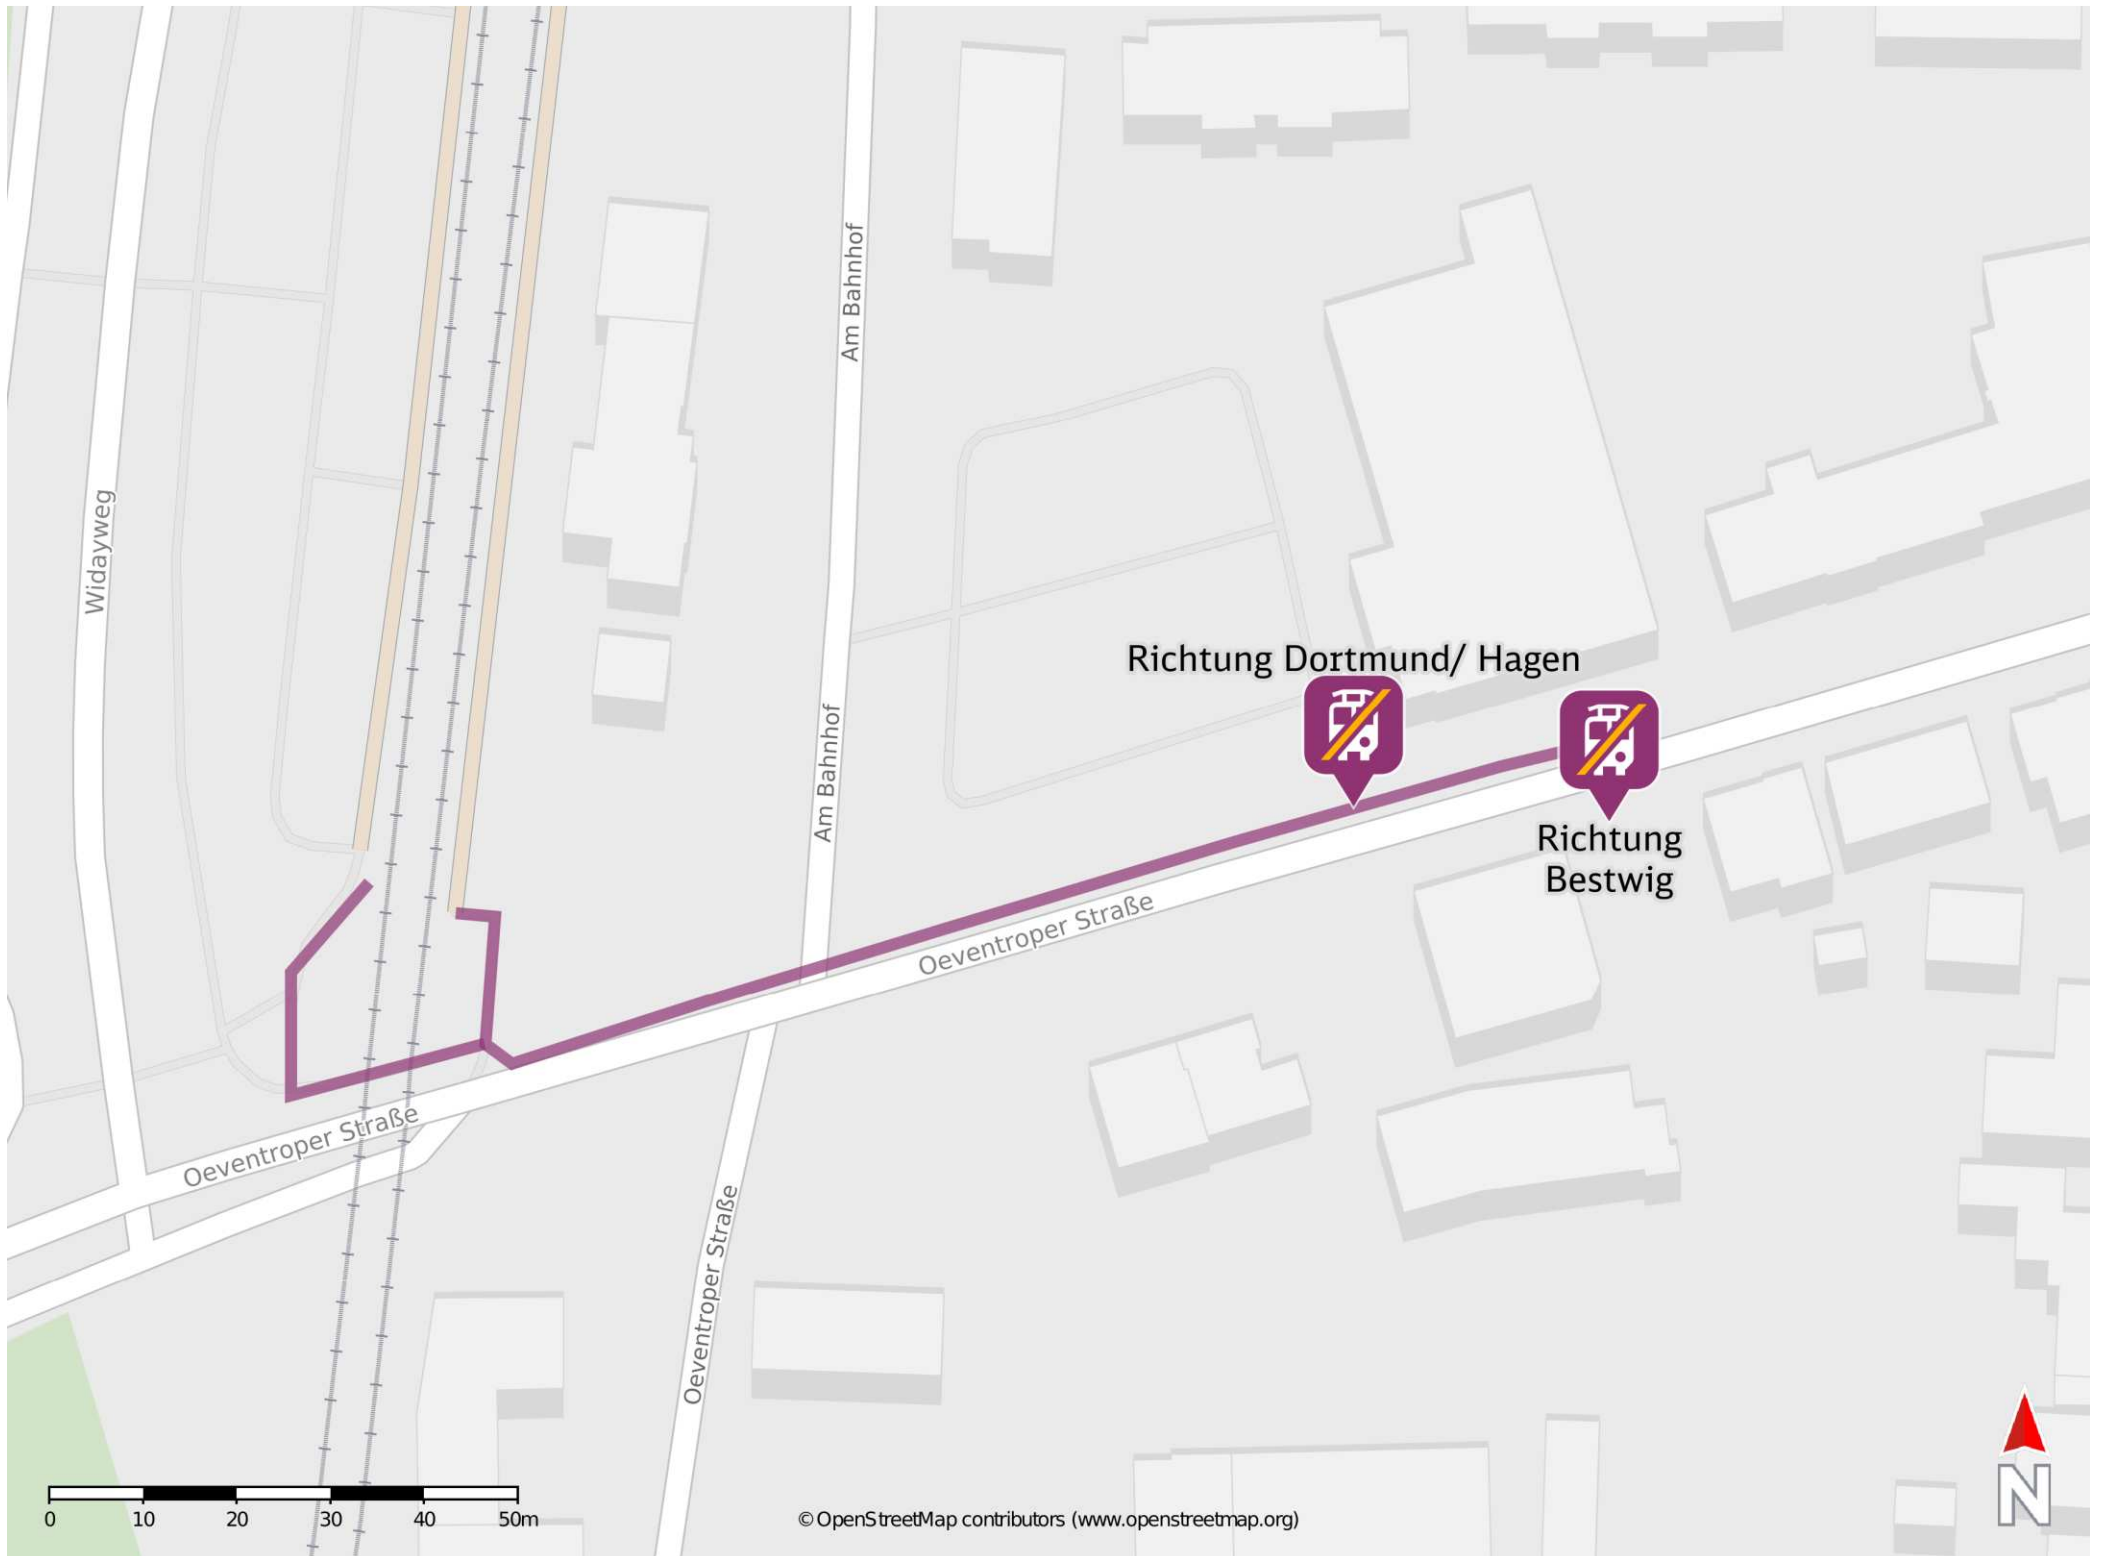 Am Bahnhof
Widayweg
Richtung Dortmund/ Hagen
Am Bahnhof
Richtung
Bestwig
Oeventroper Straße
Oeventroper Straße
Oeventroper Straße
0 10 20 30 40 50m
© OpenStreetMap contributors (www.openstreetmap.org)
N